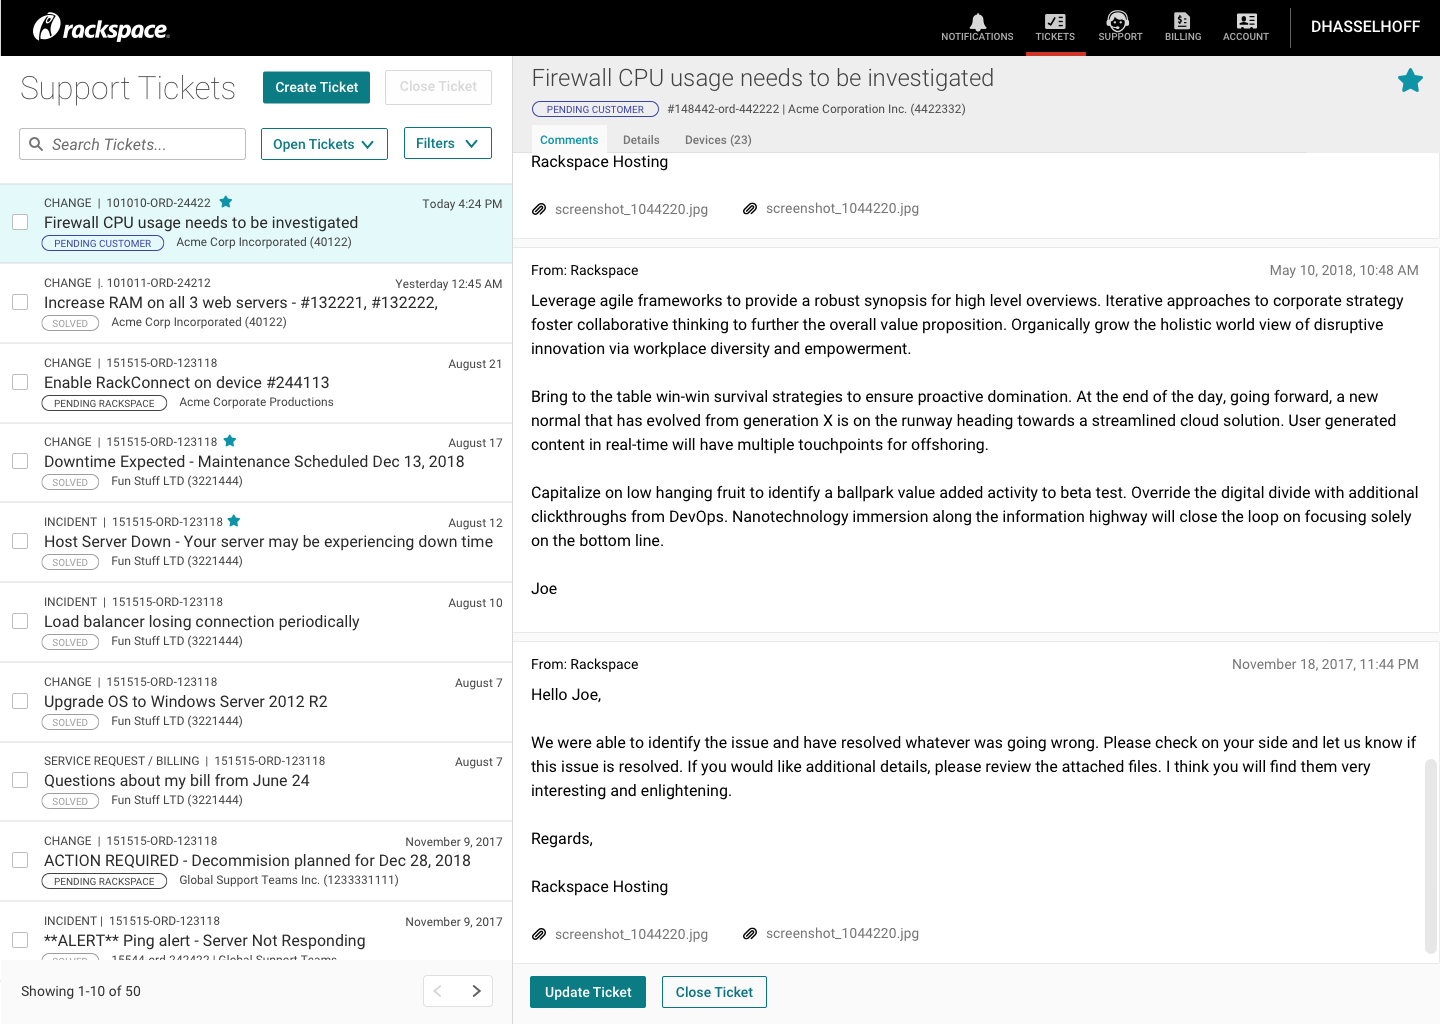 rackspace.
NOTIFICATIONS
TICKETS
SUPPORT
BILLING
ACCOUNT
DHASSELHOFF
Support Tickets
Create Ticket
Close Ticket
Search Tickets...
Open Tickets
Filters
CHANGE | 101010-ORD-24422
Today 4:24 PM
Firewall CPU usage needs to be investigated
PENDING CUSTOMER
Acme Corp Incorporated (40122)
CHANGE |. 101011-ORD-24212
Yesterday 12:45 AM
Increase RAM on all 3 web servers - #132221, #132222,
SOLVED
Acme Corp Incorporated (40122)
CHANGE | 151515-ORD-123118
August 21
Enable RackConnect on device #244113
PENDING RACKSPACE
Acme Corporate Productions
CHANGE | 151515-ORD-123118
August 17
Downtime Expected - Maintenance Scheduled Dec 13, 2018
SOLVED
Fun Stuff LTD (3221444)
INCIDENT | 151515-ORD-123118
August 12
Host Server Down - Your server may be experiencing down time
SOLVED
Fun Stuff LTD (3221444)
INCIDENT | 151515-ORD-123118
August 10
Load balancer losing connection periodically
SOLVED
Fun Stuff LTD (3221444)
CHANGE | 151515-ORD-123118
August 7
Upgrade OS to Windows Server 2012 R2
SOLVED
Fun Stuff LTD (3221444)
SERVICE REQUEST / BILLING | 151515-ORD-123118
August 7
Questions about my bill from June 24
SOLVED
Fun Stuff LTD (3221444)
CHANGE | 151515-ORD-123118
November 9, 2017
ACTION REQUIRED - Decommision planned for Dec 28, 2018
PENDING RACKSPACE
Global Support Teams Inc. (1233331111)
INCIDENT | 151515-ORD-123118
November 9, 2017
**ALERT** Ping alert - Server Not Responding
SOLVED
15544-ord-242422 | Global Support Teams
Showing 1-10 of 50
Firewall CPU usage needs to be investigated
PENDING CUSTOMER
#148442-ord-442222 | Acme Corporation Inc. (4422332)
Comments
Details
Devices (23)
Rackspace Hosting
screenshot_1044220.jpg
screenshot_1044220.jpg
From: Rackspace
May 10, 2018, 10:48 AM
Leverage agile frameworks to provide a robust synopsis for high level overviews. Iterative approaches to corporate strategy
foster collaborative thinking to further the overall value proposition. Organically grow the holistic world view of disruptive
innovation via workplace diversity and empowerment.
Bring to the table win-win survival strategies to ensure proactive domination. At the end of the day, going forward, a new
normal that has evolved from generation X is on the runway heading towards a streamlined cloud solution. User generated
content in real-time will have multiple touchpoints for offshoring.
Capitalize on low hanging fruit to identify a ballpark value added activity to beta test. Override the digital divide with additional
clickthroughs from DevOps. Nanotechnology immersion along the information highway will close the loop on focusing solely
on the bottom line.
Joe
From: Rackspace
November 18, 2017, 11:44 PM
Hello Joe,
We were able to identify the issue and have resolved whatever was going wrong. Please check on your side and let us know if
this issue is resolved. If you would like additional details, please review the attached files. I think you will find them very
interesting and enlightening.
Regards,
Rackspace Hosting
screenshot_1044220.jpg
screenshot_1044220.jpg
Update Ticket
Close Ticket